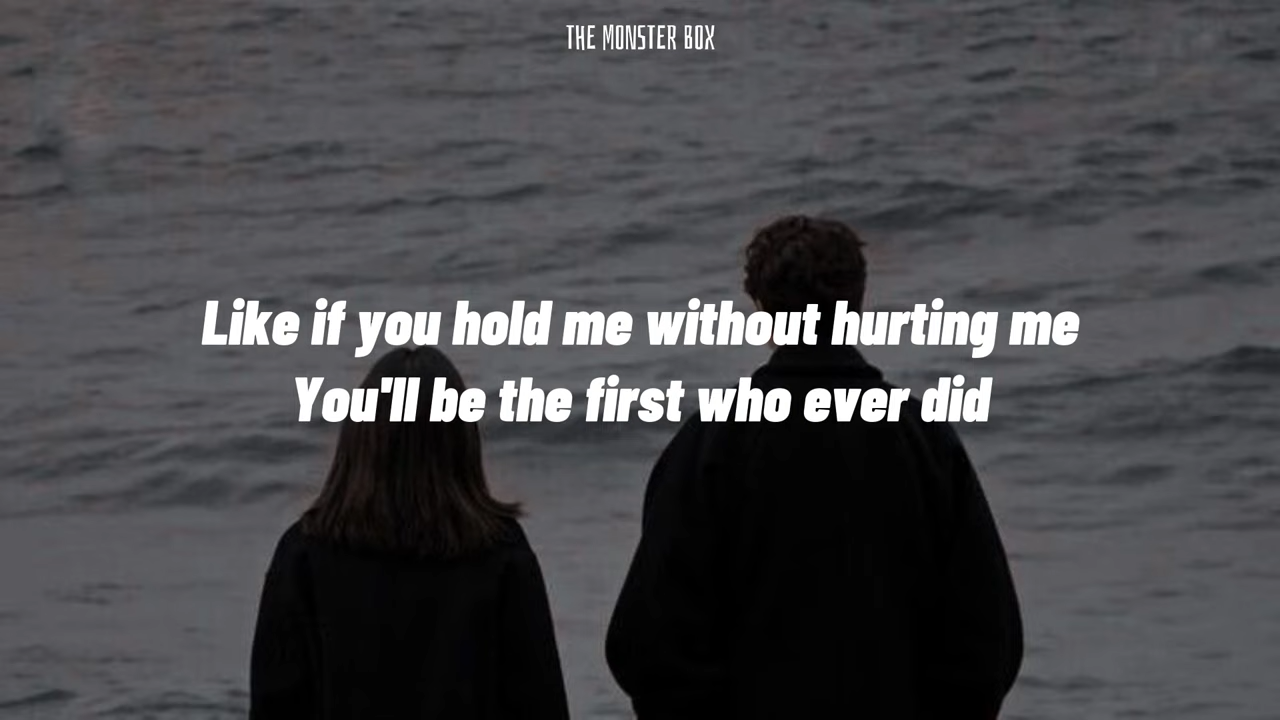 THE MONSTER BOX
Like if you hold me without hurting me
You'll be the first who ever did